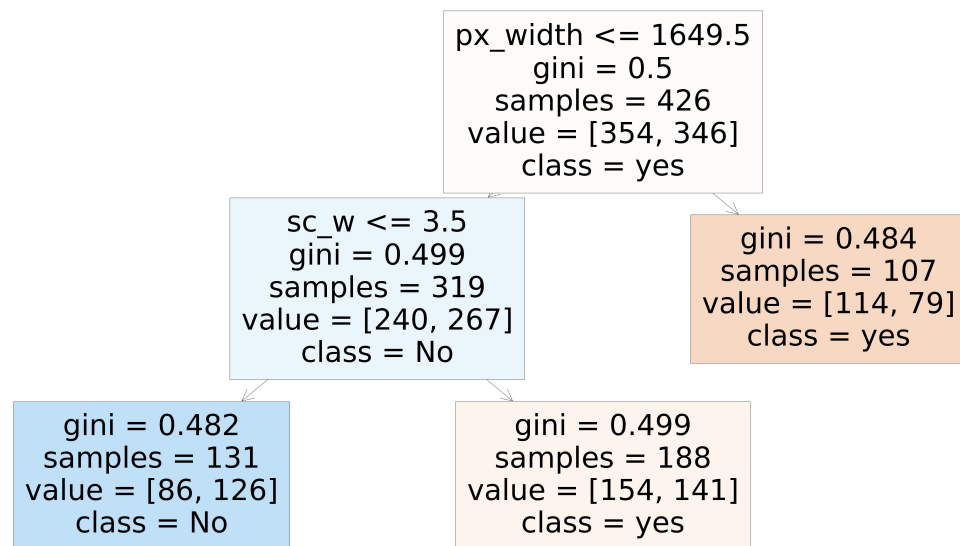 px_width <= 1649.5
gini = 0.5
samples = 426
value = [354, 346]
class = yes
sc_w <= 3.5
gini = 0.499
samples = 319
value = [240, 267]
class = No
gini = 0.484
samples = 107
value = [114, 79]
class = yes
gini = 0.482
samples = 131
value = [86, 126]
class = No
gini = 0.499
samples = 188
value = [154, 141]
class = yes